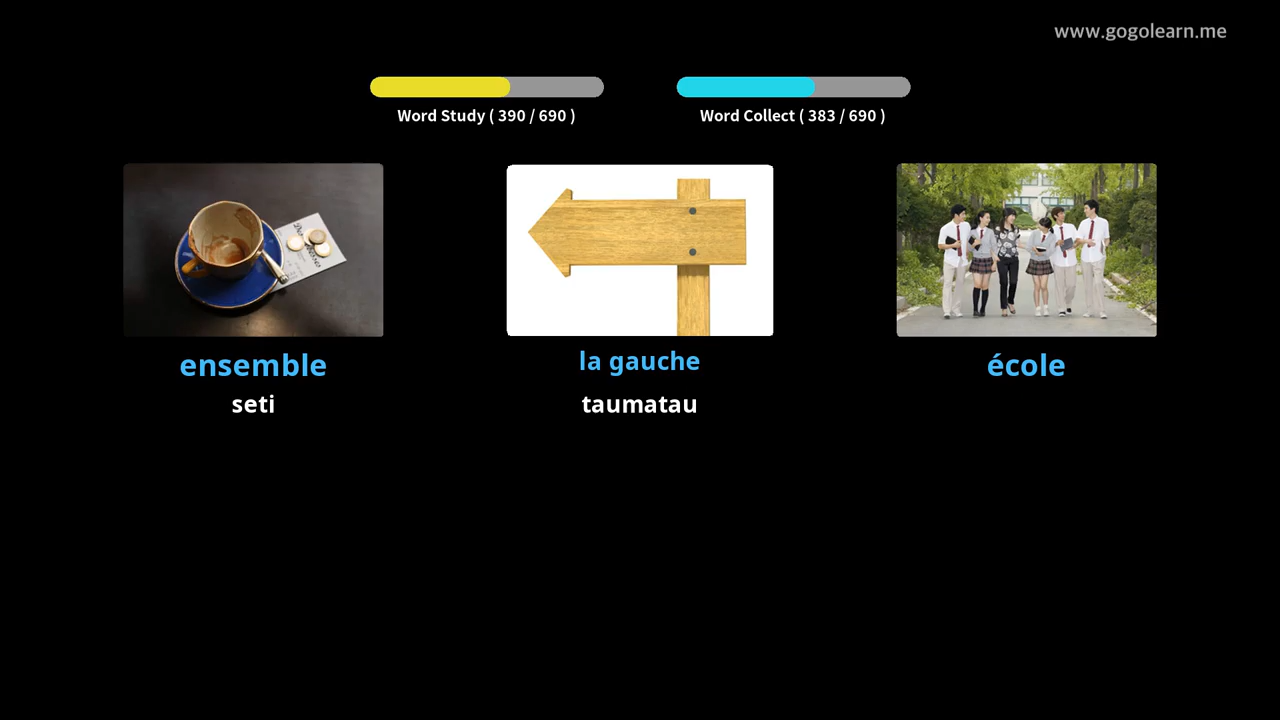 www.gogolearn.me
Word Study ( 390 / 690 )
Word Collect ( 383 / 690 )
ensemble
seti
la gauche
taumatau
école